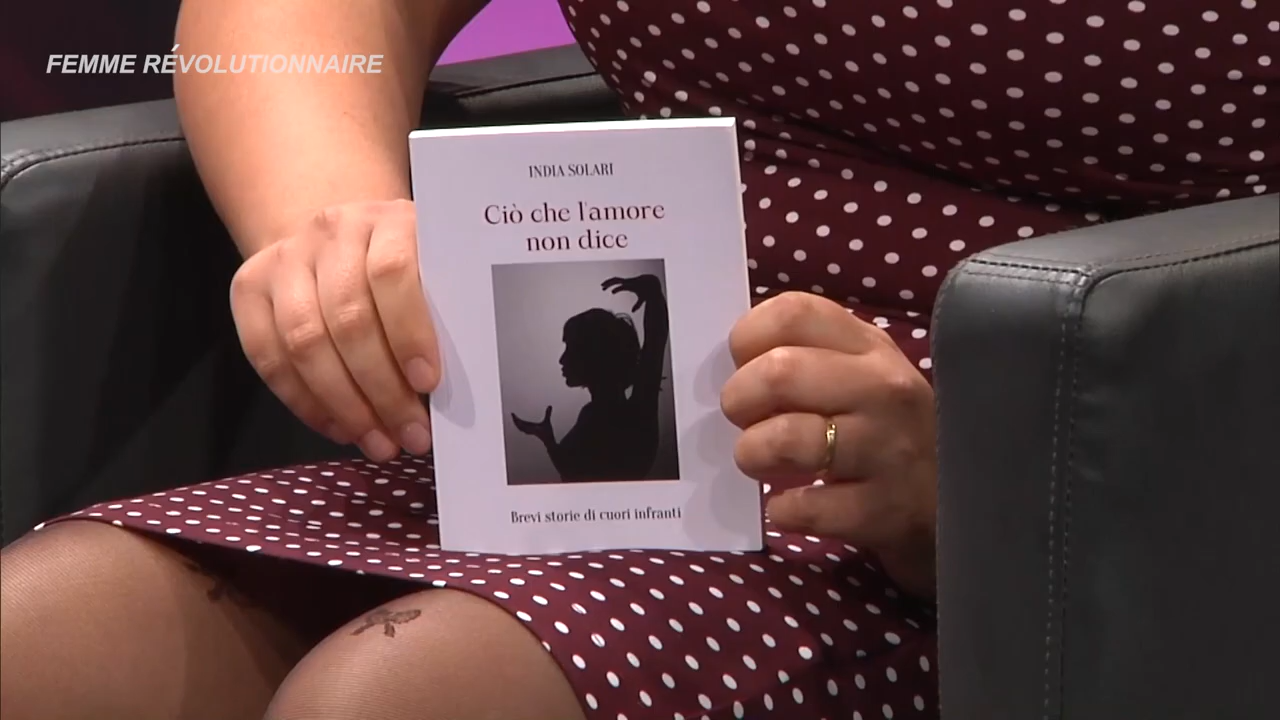 FEMME RÉVOLUTIONNAIRE
INDIA SOLARI
Ciò che l'amore
non dice
Brevi storie di cuori infranti